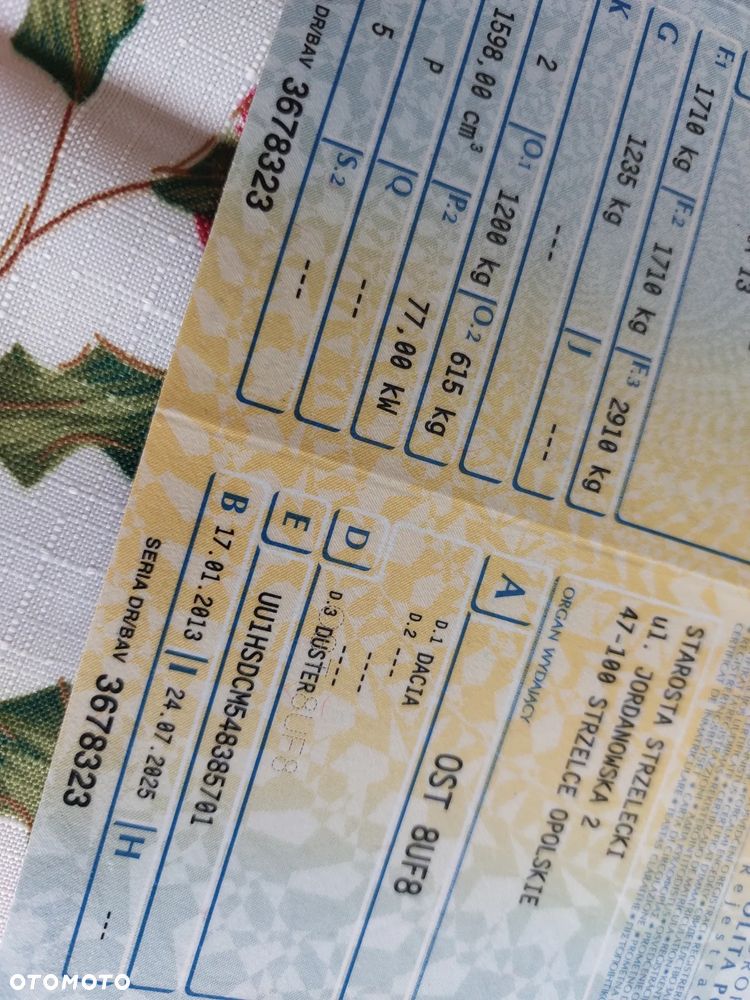 F.1 1710 kg F.2 1710 kg F.3 2910 kg
G 1235 kg J ---
K ---
2 O.1 1200 kg O.2 615 kg
1598,00 cm³ P.2 77,00 kW
P Q ---
5 S.2 ---
DR/BAV 3678323
STAROSTA STRZELECKI
ul. JORDANOWSKA 2
47-100 STRZELCE OPOLSKIE
ORGAN WYDAJĄCY
A OST 8UF8
D D.1 DACIA
D.2 ---
----
D.3 DUSTER
----
8UF8
E UU1HSDCM548385701
B 17.01.2013 I 24.07.2025 H ---
SERIA DR/BAV 3678323
OTOMOTO